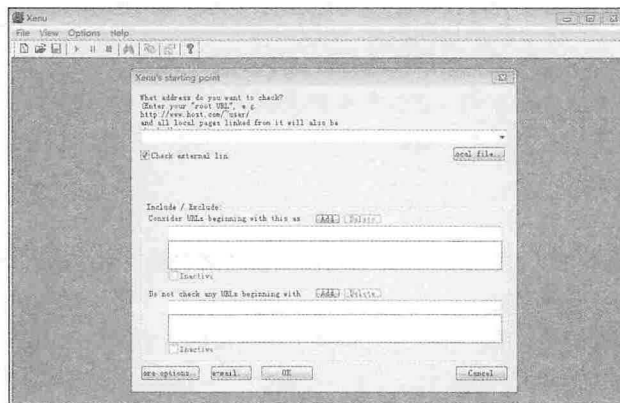 Xenu
File View Options Help
Xenu's starting point
What address do you want to check?
(Enter your "root URL", e.g.
http://www.host.com/~user/
and all local pages linked from it will also be
Check external lin
ocal file..
Include / Exclude:
Consider URLs beginning with this as Add Delete
Inactive
Do not check any URLs beginning with Add Delete
Inactive
ore options.. e-mail. OK Cancel